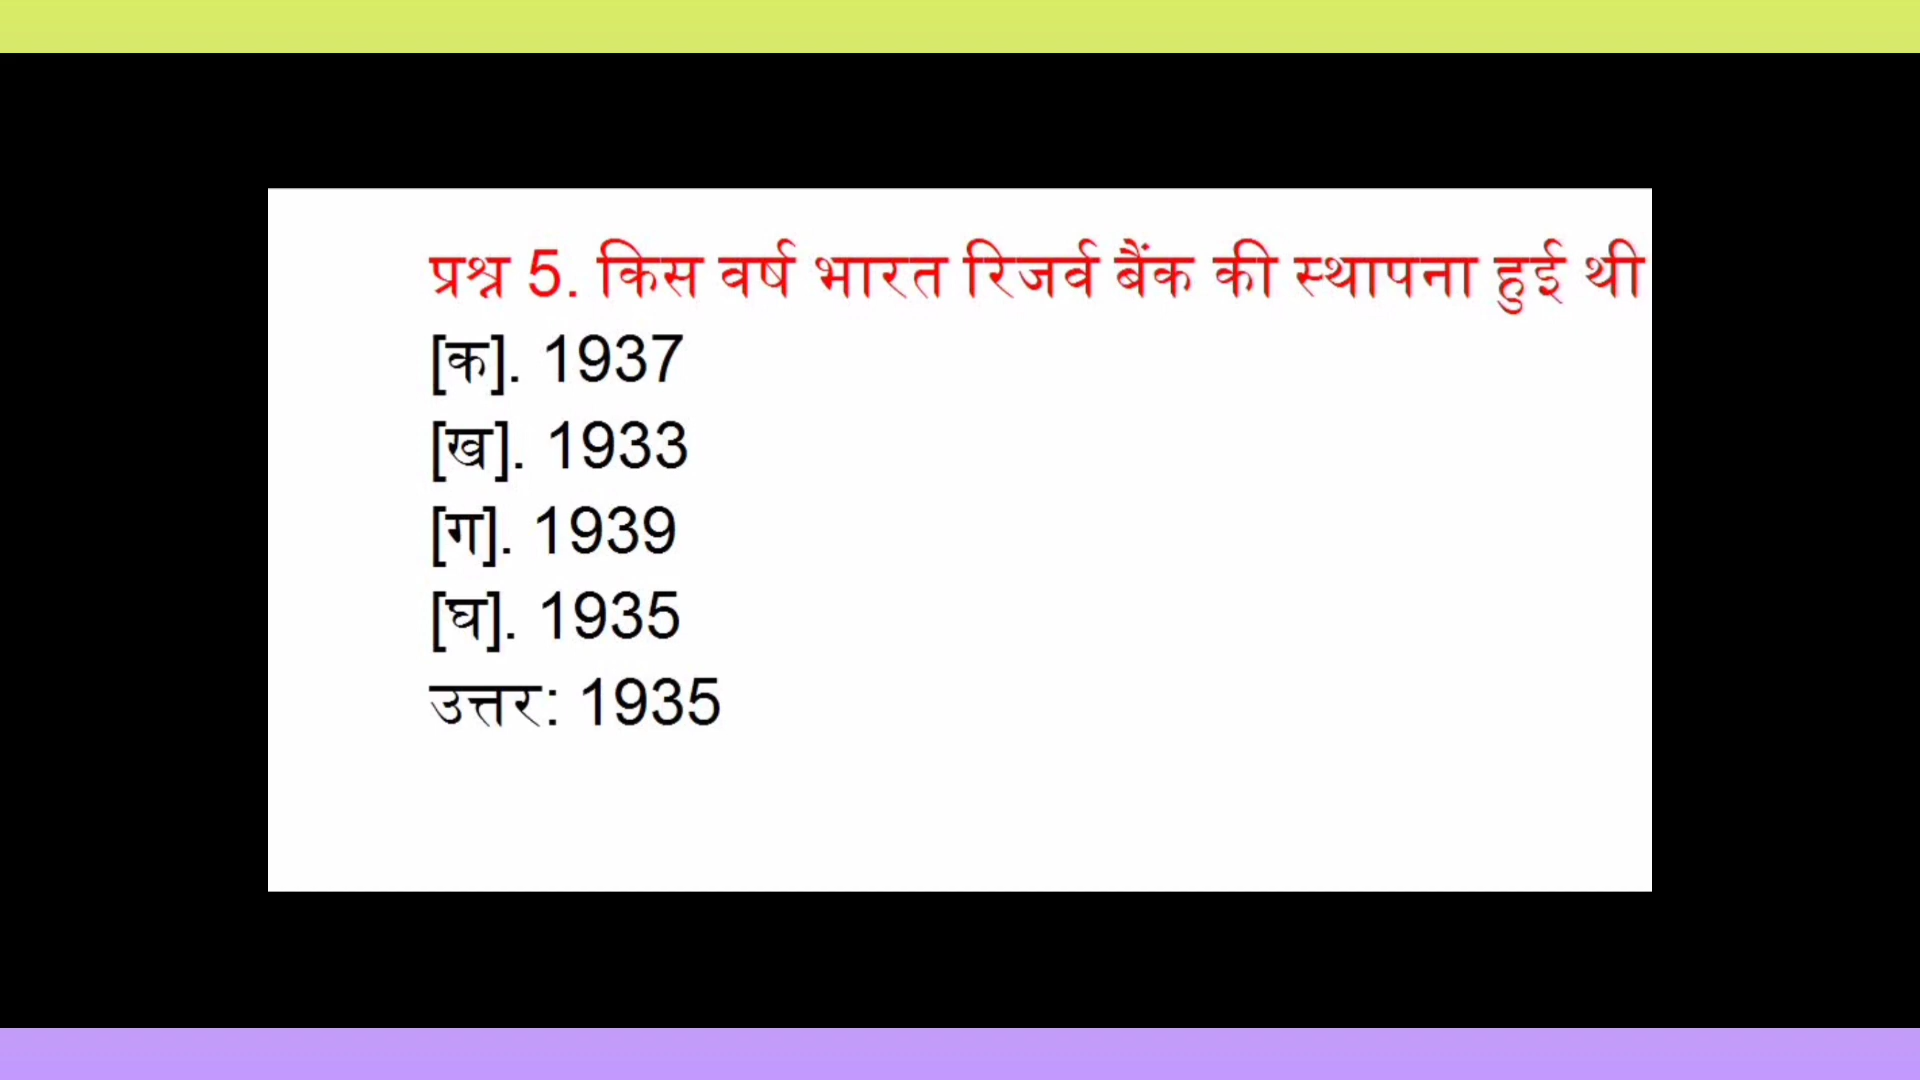 प्रश्न 5. किस वर्ष भारत रिजर्व बैंक की स्थापना हुई थी
[क]. 1937
[ख]. 1933
[ग]. 1939
[घ]. 1935
उत्तर: 1935